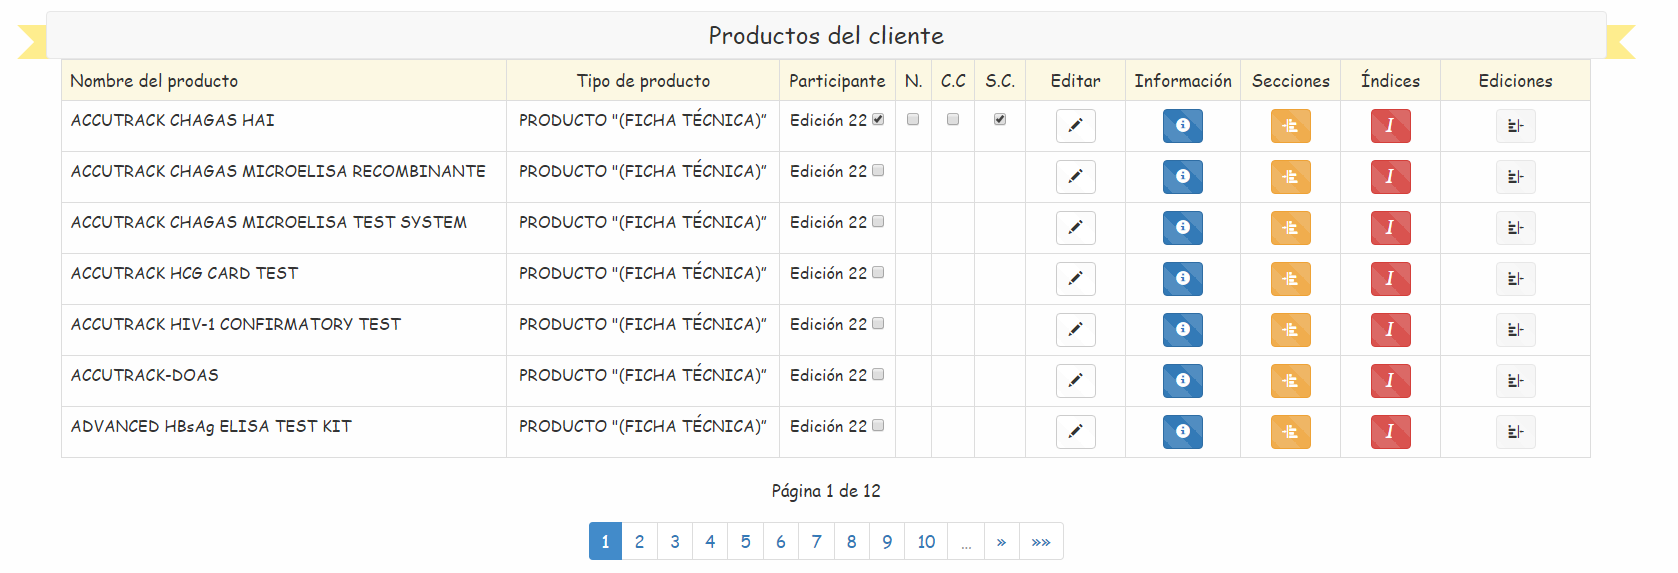 Productos del cliente
Nombre del producto Tipo de producto Participante N. C.C S.C. Editar Información Secciones Índices Ediciones
ACCUTRACK CHAGAS HAI PRODUCTO "(FICHA TÉCNICA)" Edición 22 I
ACCUTRACK CHAGAS MICROELISA RECOMBINANTE PRODUCTO "(FICHA TÉCNICA)" Edición 22 I
ACCUTRACK CHAGAS MICROELISA TEST SYSTEM PRODUCTO "(FICHA TÉCNICA)" Edición 22 I
ACCUTRACK HCG CARD TEST PRODUCTO "(FICHA TÉCNICA)" Edición 22 I
ACCUTRACK HIV-1 CONFIRMATORY TEST PRODUCTO "(FICHA TÉCNICA)" Edición 22 I
ACCUTRACK-DOAS PRODUCTO "(FICHA TÉCNICA)" Edición 22 I
ADVANCED HBsAg ELISA TEST KIT PRODUCTO "(FICHA TÉCNICA)" Edición 22 I
Página 1 de 12
1 2 3 4 5 6 7 8 9 10 ... » »»